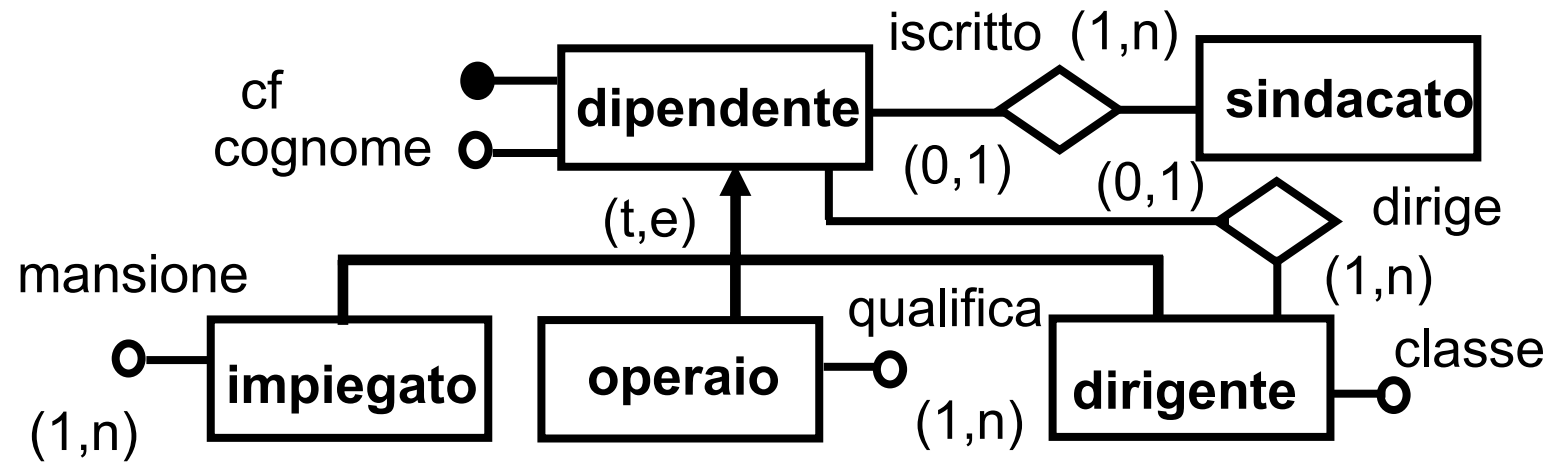 iscritto (1,n)
cf
dipendente
sindacato
cognome
(0,1)
(0,1)
(t,e)
dirige
mansione
(1,n)
qualifica
impiegato
operaio
dirigente
classe
(1,n)
(1,n)